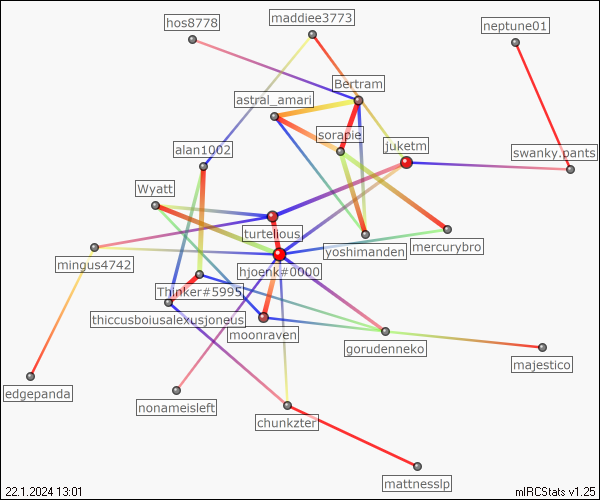 maddiee3773
hos8778
neptune01
Bertram
astral_amari
sorapie
juketm
alan1002
swanky.pants
Wyatt
turtelious
yoshimanden
mercurybro
mingus4742
hjoenk#0000
Thinker#5995
thiccusboiusalexusjoneus
moonraven
gorudenneko
majestico
edgepanda
nonameisleft
chunkzter
mattnesslp
22.1.2024 13:01
mIRCStats v1.25